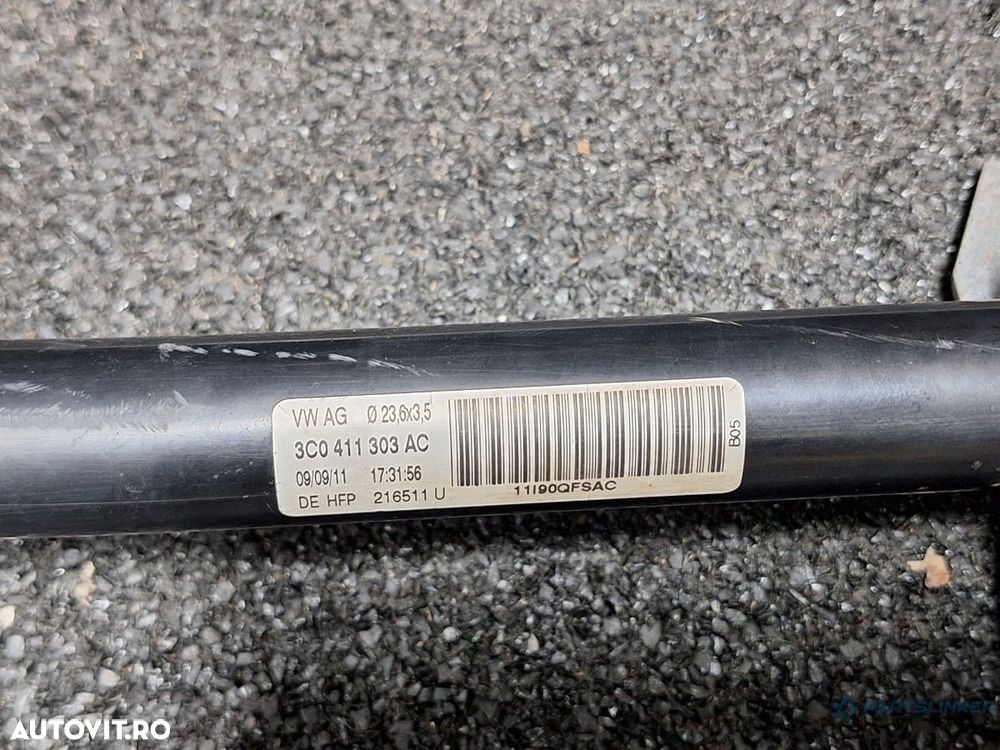 VW AG Ø 23,6x3,5
3C0 411 303 AC
09/09/11 17:31:56
DE HFP 216511 U
11I90QFSAC
B05
AUTOVIT.RO
PARTSLINKER